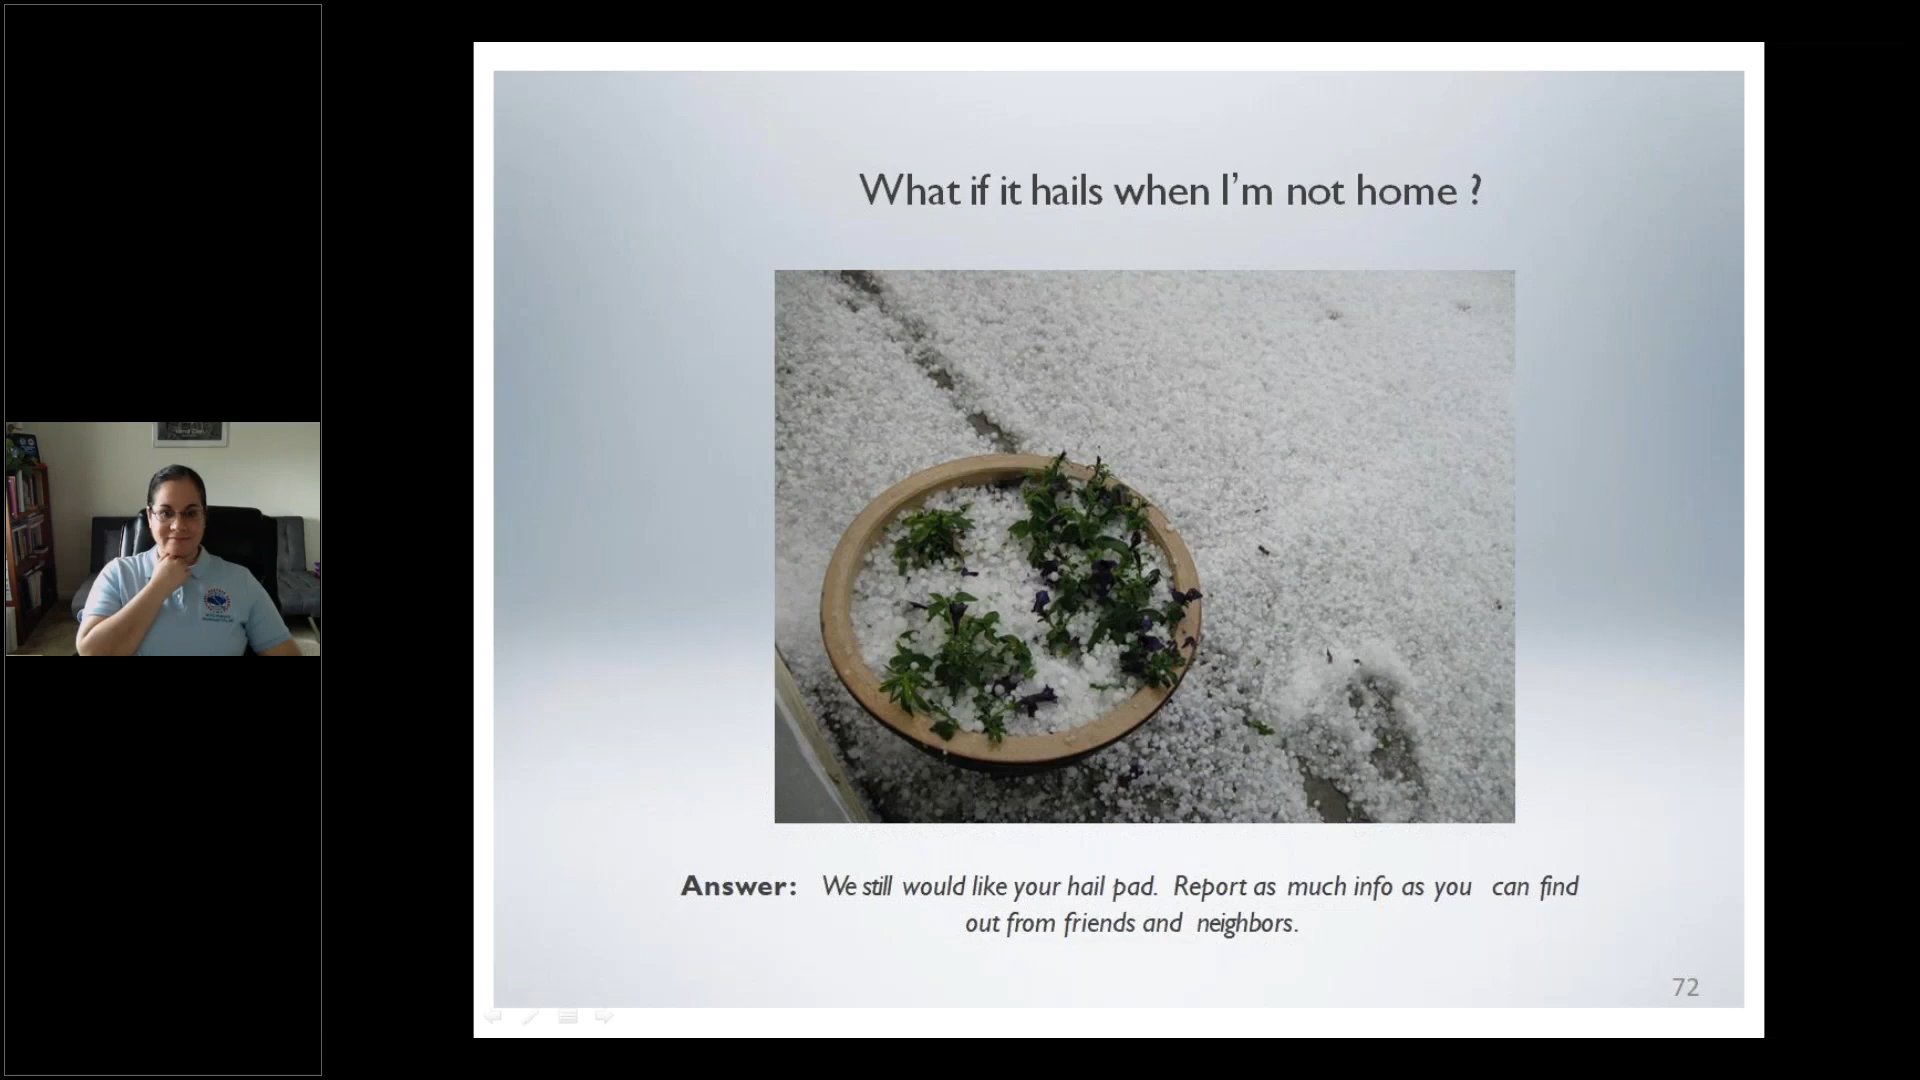 What if it hails when I’m not home ?
Answer: We still would like your hail pad. Report as much info as you can find
out from friends and neighbors.
72